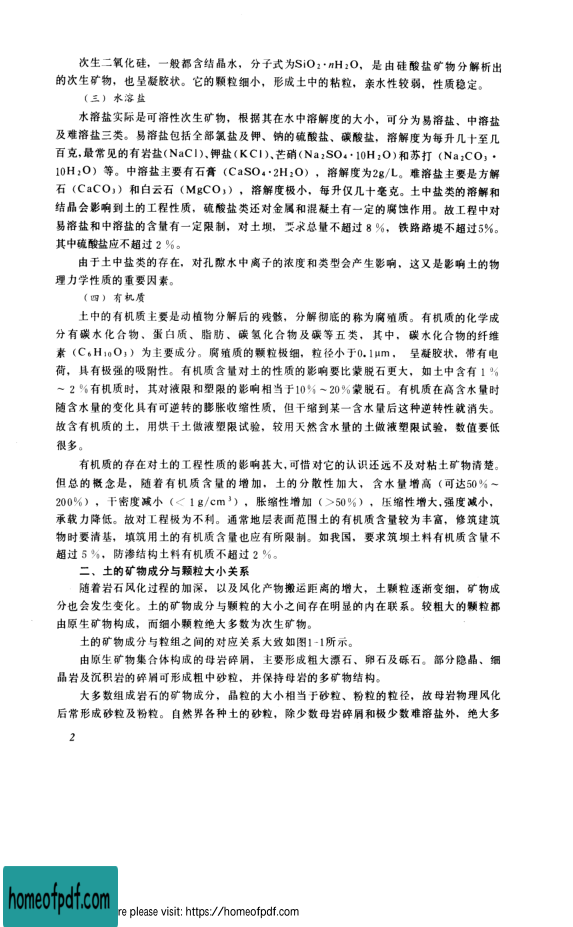 次生二氧化硅，一般都含结晶水，分子式为SiO₂·nH₂O，是由硅酸盐矿物分解析出
的次生矿物，也呈凝胶状。它的颗粒细小，形成土中的粘粒，亲水性较弱，性质稳定。
（三）水溶盐
水溶盐实际是可溶性次生矿物，根据其在水中溶解度的大小，可分为易溶盐、中溶盐
及难溶盐三类。易溶盐包括全部氯盐及钾、钠的硫酸盐、碳酸盐，溶解度为每升几十至几
百克，最常见的有岩盐(NaCl)、钾盐(KCl)、芒硝(Na₂SO₄·10H₂O)和苏打（Na₂CO₃·
10H₂O）等。中溶盐主要有石膏（CaSO₄·2H₂O），溶解度为2g/L。难溶盐主要是方解
石（CaCO₃）和白云石（MgCO₃），溶解度极小，每升仅几十毫克。土中盐类的溶解和
结晶会影响到土的工程性质，硫酸盐类还对金属和混凝土有一定的腐蚀作用。故工程中对
易溶盐和中溶盐的含量有一定限制，对土坝，要求总量不超过8％，铁路路堤不超过5%。
其中硫酸盐应不超过2％。
由于土中盐类的存在，对孔隙水中离子的浓度和类型会产生影响，这又是影响土的物
理力学性质的重要因素。
（四）有机质
土中的有机质主要是动植物分解后的残骸，分解彻底的称为腐殖质。有机质的化学成
分有碳水化合物、蛋白质、脂肪、碳氢化合物及碳等五类，其中，碳水化合物的纤维
素（C₆H₁₀O₅）为主要成分。腐殖质的颗粒极细，粒径小于0.1μm，呈凝胶状，带有电
荷，具有极强的吸附性。有机质含量对土的性质的影响要比蒙脱石更大，如土中含有1％
～2％有机质时，其对液限和塑限的影响相当于10％～20％蒙脱石。有机质在高含水量时
随含水量的变化具有可逆转的膨胀收缩性质，但干缩到某一含水量后这种逆转性就消失。
故含有机质的土，用烘干土做液塑限试验，较用天然含水量的土做液塑限试验，数值要低
很多。
有机质的存在对土的工程性质的影响甚大，可惜对它的认识还远不及对粘土矿物清楚。
但总的概念是，随着有机质含量的增加，土的分散性加大，含水量增高（可达50％～
200％），干密度减小（＜1g/cm³），胀缩性增加（＞50％），压缩性增大，强度减小，
承载力降低。故对工程极为不利。通常地层表面范围土的有机质含量较为丰富，修筑建筑
物时要清基，填筑用土的有机质含量也应有所限制。如我国，要求筑坝土料有机质含量不
超过5％，防渗结构土料有机质不超过2％。
二、土的矿物成分与颗粒大小关系
随着岩石风化过程的加深，以及风化产物搬运距离的增大，土颗粒逐渐变细，矿物成
分也会发生变化。土的矿物成分与颗粒的大小之间存在明显的内在联系。较粗大的颗粒都
由原生矿物构成，而细小颗粒绝大多数为次生矿物。
土的矿物成分与粒组之间的对应关系大致如图1-1所示。
由原生矿物集合体构成的母岩碎屑，主要形成粗大漂石、卵石及砾石。部分隐晶、细
晶岩及沉积岩的碎屑可形成粗中砂粒，并保持母岩的多矿物结构。
大多数组成岩石的矿物成分，晶粒的大小相当于砂粒、粉粒的粒径，故母岩物理风化
后常形成砂粒及粉粒。自然界各种土的砂粒，除少数母岩碎屑和极少数难溶盐外，绝大多
2
homeofpdf.com
re please visit: https://homeofpdf.com